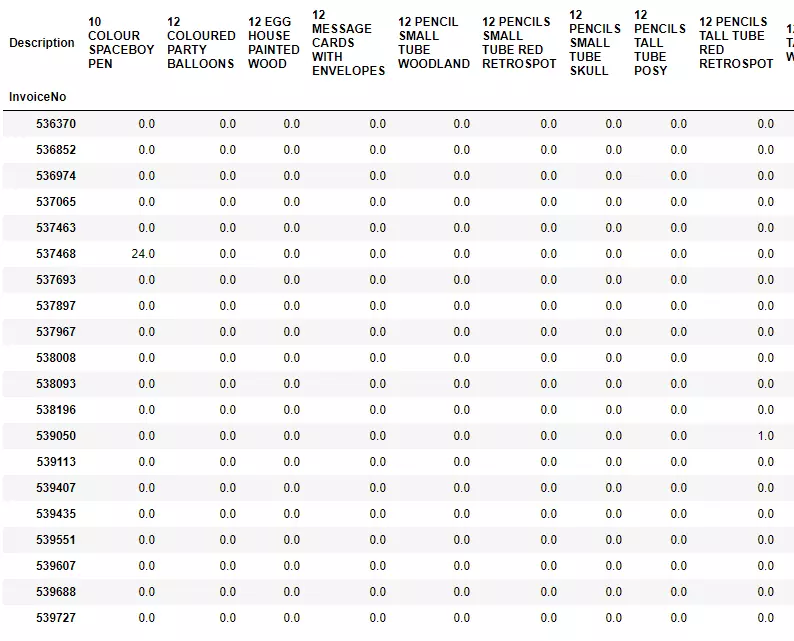 Description
10
COLOUR
SPACEBOY
PEN
12
COLOURED
PARTY
BALLOONS
12 EGG
HOUSE
PAINTED
WOOD
12
MESSAGE
CARDS
WITH
ENVELOPES
12 PENCIL
SMALL
TUBE
WOODLAND
12 PENCILS
SMALL
TUBE RED
RETROSPOT
12
PENCILS
SMALL
TUBE
SKULL
12
PENCILS
TALL
TUBE
POSY
12 PENCILS
TALL TUBE
RED
RETROSPOT
InvoiceNo
536370 0.0 0.0 0.0 0.0 0.0 0.0 0.0 0.0 0.0
536852 0.0 0.0 0.0 0.0 0.0 0.0 0.0 0.0 0.0
536974 0.0 0.0 0.0 0.0 0.0 0.0 0.0 0.0 0.0
537065 0.0 0.0 0.0 0.0 0.0 0.0 0.0 0.0 0.0
537463 0.0 0.0 0.0 0.0 0.0 0.0 0.0 0.0 0.0
537468 24.0 0.0 0.0 0.0 0.0 0.0 0.0 0.0 0.0
537693 0.0 0.0 0.0 0.0 0.0 0.0 0.0 0.0 0.0
537897 0.0 0.0 0.0 0.0 0.0 0.0 0.0 0.0 0.0
537967 0.0 0.0 0.0 0.0 0.0 0.0 0.0 0.0 0.0
538008 0.0 0.0 0.0 0.0 0.0 0.0 0.0 0.0 0.0
538093 0.0 0.0 0.0 0.0 0.0 0.0 0.0 0.0 0.0
538196 0.0 0.0 0.0 0.0 0.0 0.0 0.0 0.0 0.0
539050 0.0 0.0 0.0 0.0 0.0 0.0 0.0 0.0 1.0
539113 0.0 0.0 0.0 0.0 0.0 0.0 0.0 0.0 0.0
539407 0.0 0.0 0.0 0.0 0.0 0.0 0.0 0.0 0.0
539435 0.0 0.0 0.0 0.0 0.0 0.0 0.0 0.0 0.0
539551 0.0 0.0 0.0 0.0 0.0 0.0 0.0 0.0 0.0
539607 0.0 0.0 0.0 0.0 0.0 0.0 0.0 0.0 0.0
539688 0.0 0.0 0.0 0.0 0.0 0.0 0.0 0.0 0.0
539727 0.0 0.0 0.0 0.0 0.0 0.0 0.0 0.0 0.0